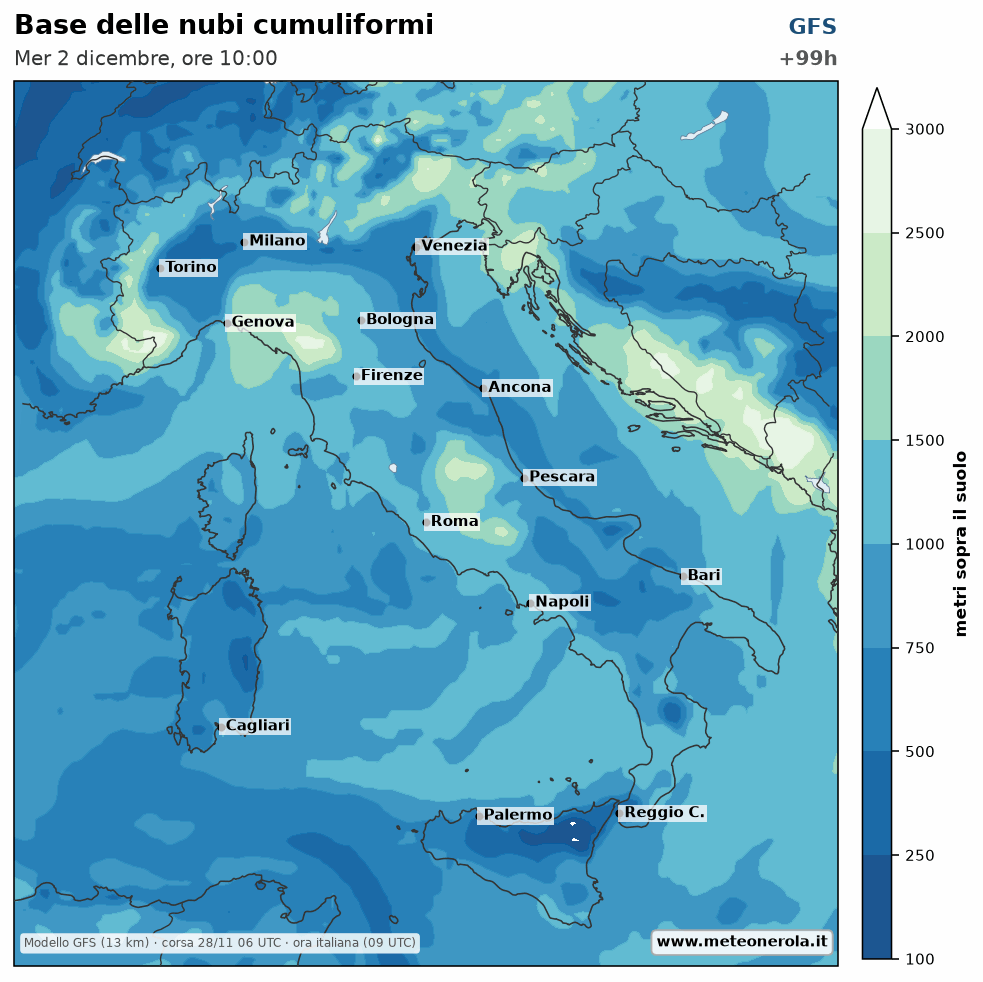 Base delle nubi cumuliformi
GFS
Mer 2 dicembre, ore 10:00
+99h
Milano
Venezia
Torino
Genova
Bologna
Firenze
Ancona
Pescara
Roma
Bari
Napoli
Cagliari
Palermo
Reggio C.
3000
2500
2000
1500
1000
750
500
250
100
metri sopra il suolo
Modello GFS (13 km) · corsa 28/11 06 UTC · ora italiana (09 UTC)
www.meteonerola.it